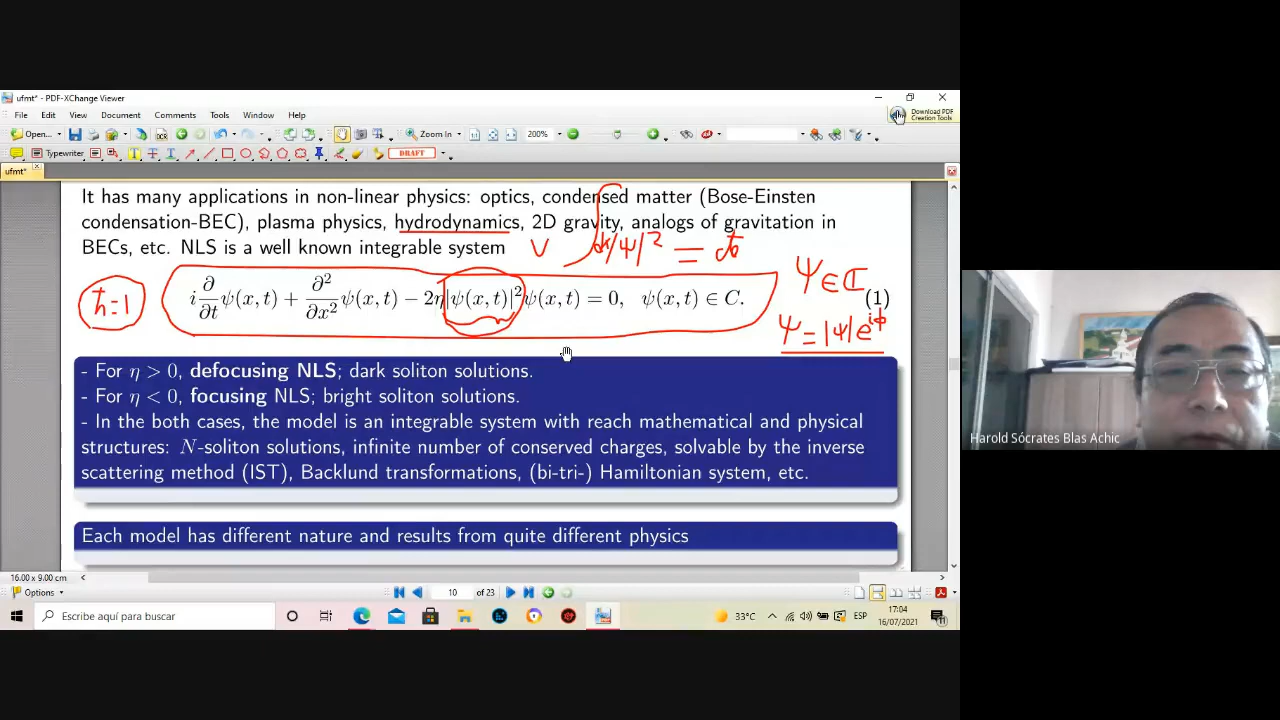 ufmt* - PDF-XChange Viewer
File Edit View Document Comments Tools Window Help
Download PDF
Creation Tools
Open... OCR Zoom In 200%
Typewriter DRAFT
ufmt*
It has many applications in non-linear physics: optics, condensed matter (Bose-Einsten
condensation-BEC), plasma physics, hydrodynamics, 2D gravity, analogs of gravitation in
BECs, etc. NLS is a well known integrable system
V ∫dx|ψ|² =
ħ=1
i ∂/∂t ψ(x, t) + ∂²/∂x² ψ(x, t) − 2η|ψ(x, t)|²ψ(x, t) = 0, ψ(x, t) ∈ C. (1)
ψ∈ℂ
ψ=|ψ|e^{iϕ}
- For η > 0, defocusing NLS; dark soliton solutions.
- For η < 0, focusing NLS; bright soliton solutions.
- In the both cases, the model is an integrable system with reach mathematical and physical
structures: N-soliton solutions, infinite number of conserved charges, solvable by the inverse
scattering method (IST), Backlund transformations, (bi-tri-) Hamiltonian system, etc.
Each model has different nature and results from quite different physics
16.00 x 9.00 cm
Options 10 of 23
Escribe aquí para buscar
33°C ESP 17:04
16/07/2021
Harold Sócrates Blas Achic